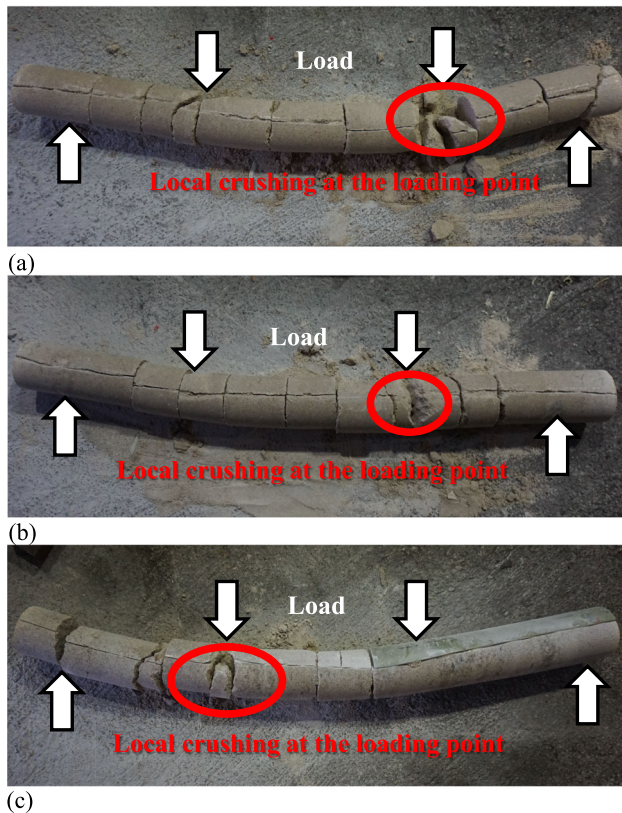 Load
Local crushing at the loading point
(a)
Load
Local crushing at the loading point
(b)
Load
Local crushing at the loading point
(c)